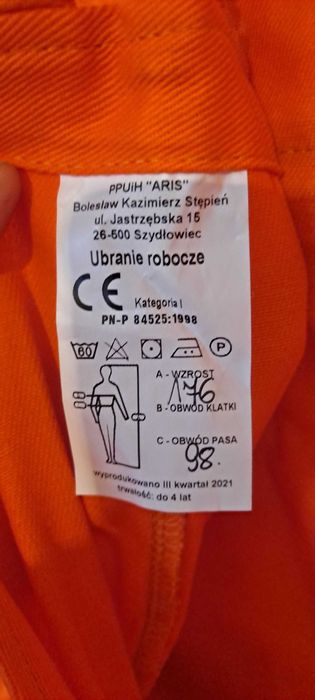 PPUiH "ARIS"
Bolesław Kazimierz Stępień
ul. Jastrzębska 15
26-500 Szydłowiec
Ubranie robocze
CE Kategoria I
PN-P 84525:1998
60 P
A - WZROST
176
B - OBWÓD KLATKI
C - OBWÓD PASA
98.
wyprodukowano III kwartał 2021
trwałość: do 4 lat